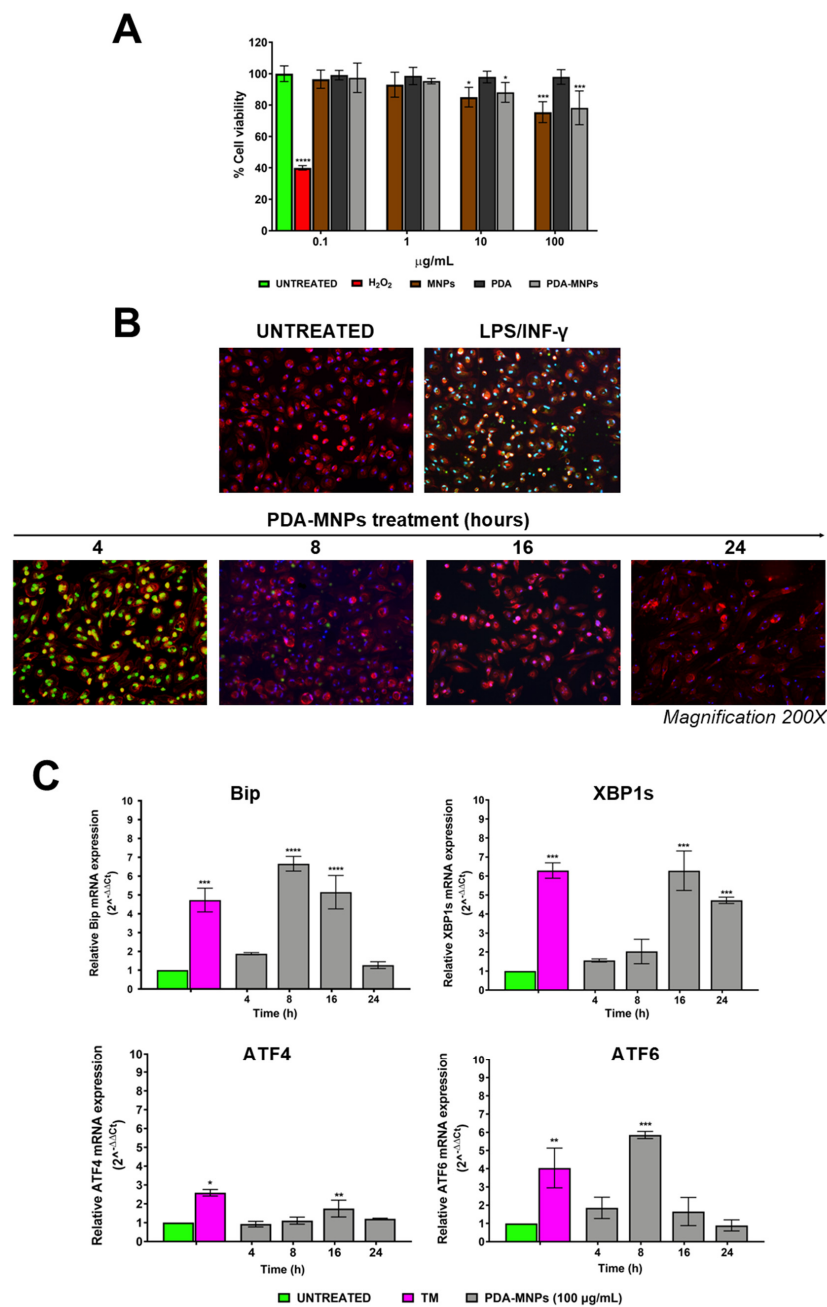 A
120
100
80
60
40
20
0
% Cell viability
****
*
*
***
***
0.1 1 10 100
μg/mL
UNTREATED H₂O₂ MNPs PDA PDA-MNPs
B
UNTREATED LPS/INF-γ
PDA-MNPs treatment (hours)
4 8 16 24
Magnification 200X
C
Bip
10
9
8
7
6
5
4
3
2
1
0
Relative Bip mRNA expression
(2^-ΔΔCt)
***
****
****
4 8 16 24
Time (h)
XBP1s
10
9
8
7
6
5
4
3
2
1
0
Relative XBP1s mRNA expression
(2^-ΔΔCt)
***
***
***
4 8 16 24
Time (h)
ATF4
10
9
8
7
6
5
4
3
2
1
0
Relative ATF4 mRNA expression
(2^-ΔΔCt)
*
**
4 8 16 24
Time (h)
ATF6
10
9
8
7
6
5
4
3
2
1
0
Relative ATF6 mRNA expression
(2^-ΔΔCt)
**
***
4 8 16 24
Time (h)
UNTREATED TM PDA-MNPs (100 μg/mL)